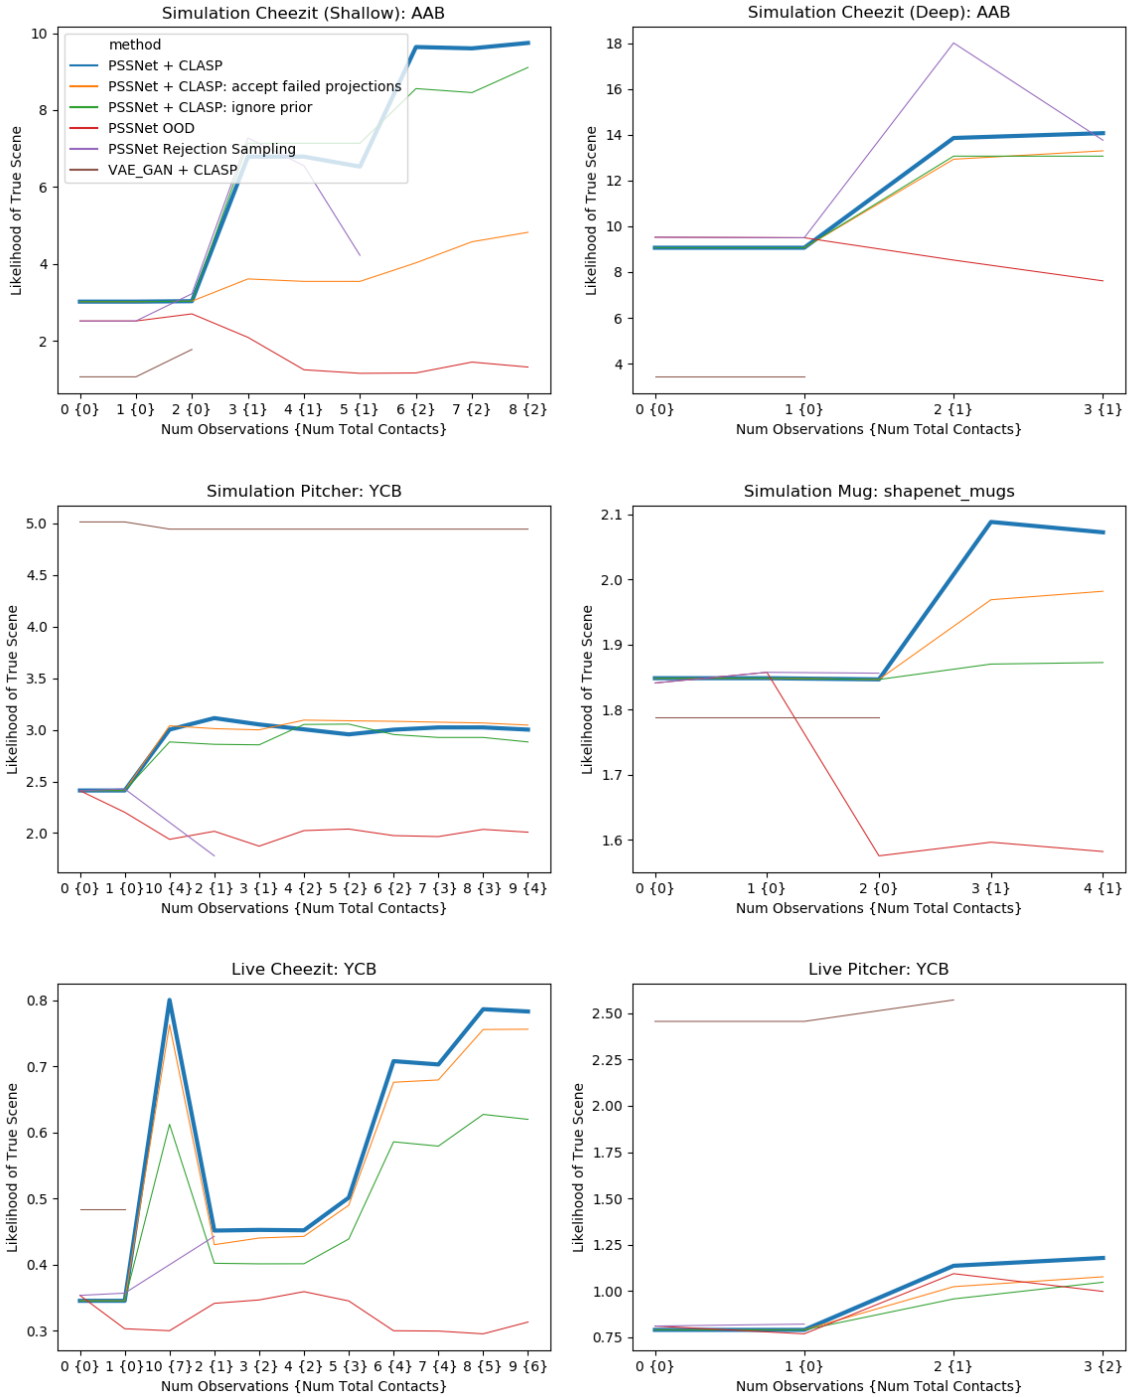 Simulation Cheezit (Shallow): AAB
10
8
6
4
2
Likelihood of True Scene
method
PSSNet + CLASP
PSSNet + CLASP: accept failed projections
PSSNet + CLASP: ignore prior
PSSNet OOD
PSSNet Rejection Sampling
VAE_GAN + CLASP
0 {0} 1 {0} 2 {0} 3 {1} 4 {1} 5 {1} 6 {2} 7 {2} 8 {2}
Num Observations {Num Total Contacts}
Simulation Cheezit (Deep): AAB
18
16
14
12
10
8
6
4
Likelihood of True Scene
0 {0} 1 {0} 2 {1} 3 {1}
Num Observations {Num Total Contacts}
Simulation Pitcher: YCB
5.0
4.5
4.0
3.5
3.0
2.5
2.0
Likelihood of True Scene
0 {0} 1 {0} 10 {4} 2 {1} 3 {1} 4 {2} 5 {2} 6 {2} 7 {3} 8 {3} 9 {4}
Num Observations {Num Total Contacts}
Simulation Mug: shapenet_mugs
2.1
2.0
1.9
1.8
1.7
1.6
Likelihood of True Scene
0 {0} 1 {0} 2 {0} 3 {1} 4 {1}
Num Observations {Num Total Contacts}
Live Cheezit: YCB
0.8
0.7
0.6
0.5
0.4
0.3
Likelihood of True Scene
0 {0} 1 {0} 10 {7} 2 {1} 3 {2} 4 {2} 5 {3} 6 {4} 7 {4} 8 {5} 9 {6}
Num Observations {Num Total Contacts}
Live Pitcher: YCB
2.50
2.25
2.00
1.75
1.50
1.25
1.00
0.75
Likelihood of True Scene
0 {0} 1 {0} 2 {1} 3 {2}
Num Observations {Num Total Contacts}